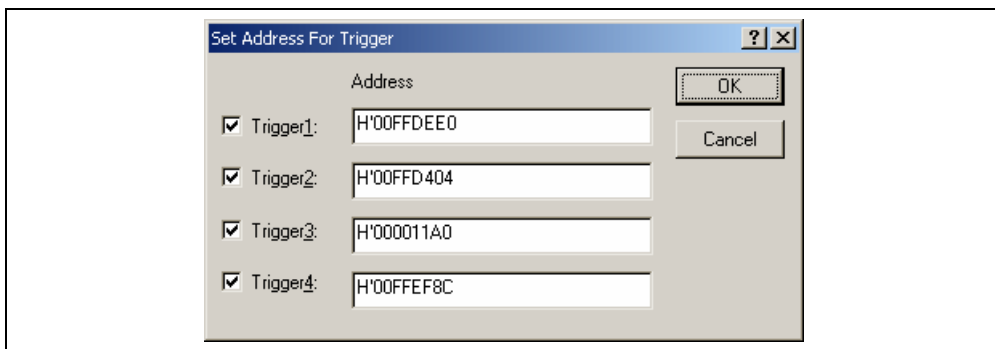 Set Address For Trigger
Address
OK
Trigger1: H'00FFDEE0
Cancel
Trigger2: H'00FFD404
Trigger3: H'000011A0
Trigger4: H'00FFEF8C